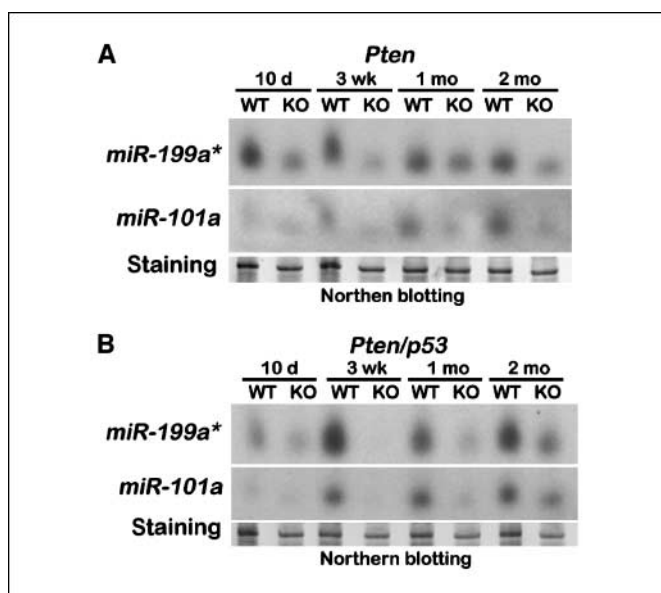 A
Pten
10 d 3 wk 1 mo 2 mo
WT KO WT KO WT KO WT KO
miR-199a*
miR-101a
Staining
Northen blotting
B
Pten/p53
10 d 3 wk 1 mo 2 mo
WT KO WT KO WT KO WT KO
miR-199a*
miR-101a
Staining
Northern blotting